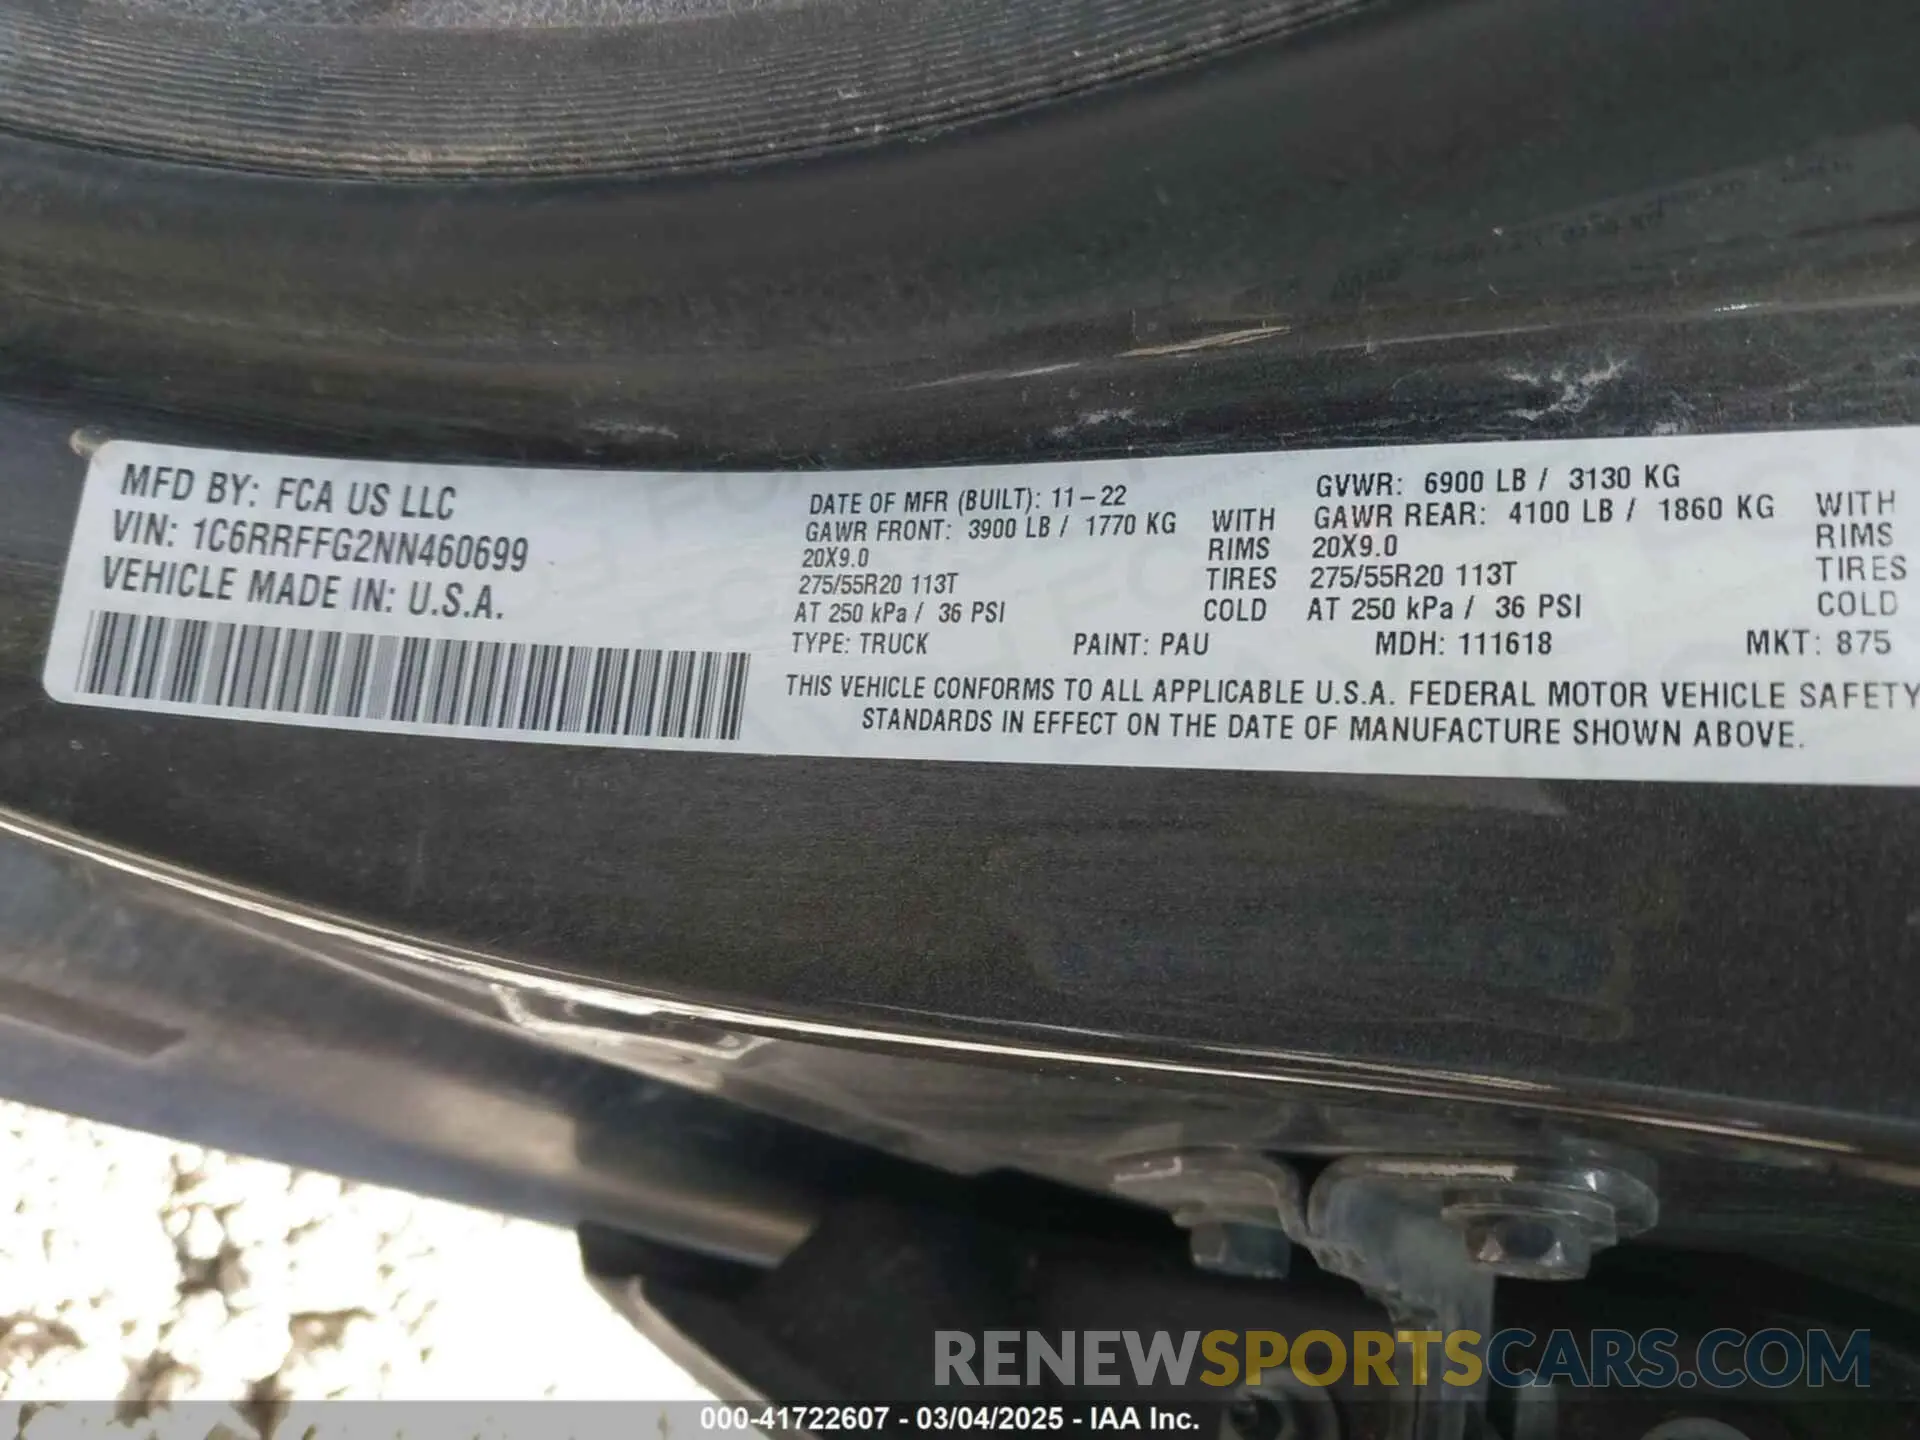 MFD BY: FCA US LLC
VIN: 1C6RRFFG2NN460699
VEHICLE MADE IN: U.S.A.
DATE OF MFR (BUILT): 11-22 GVWR: 6900 LB / 3130 KG
GAWR FRONT: 3900 LB / 1770 KG WITH GAWR REAR: 4100 LB / 1860 KG WITH
20X9.0 RIMS 20X9.0 RIMS
275/55R20 113T TIRES 275/55R20 113T TIRES
AT 250 kPa / 36 PSI COLD AT 250 kPa / 36 PSI COLD
TYPE: TRUCK PAINT: PAU MDH: 111618 MKT: 875
THIS VEHICLE CONFORMS TO ALL APPLICABLE U.S.A. FEDERAL MOTOR VEHICLE SAFETY
STANDARDS IN EFFECT ON THE DATE OF MANUFACTURE SHOWN ABOVE.
RENEWSPORTSCARS.COM
000-41722607 - 03/04/2025 - IAA Inc.